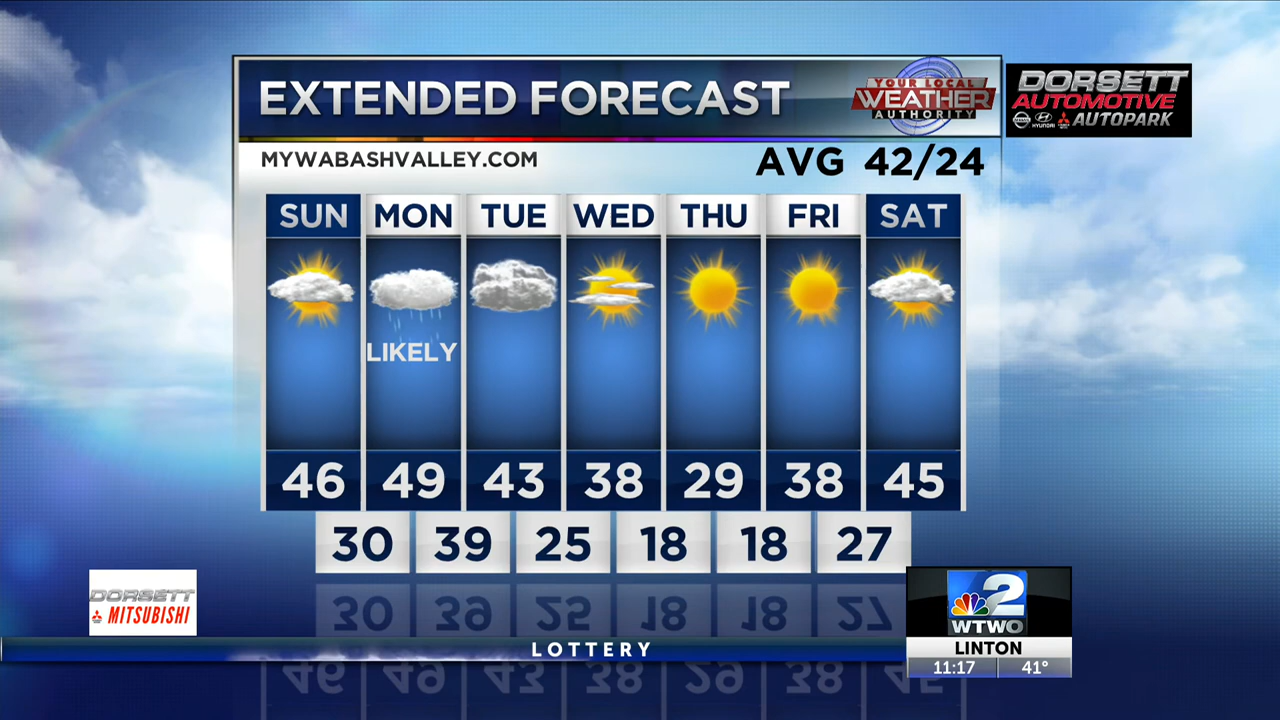 EXTENDED FORECAST
YOUR LOCAL
WEATHER
AUTHORITY
DORSETT
AUTOMOTIVE
HYUNDAI
AUTOPARK
MYWABASHVALLEY.COM
AVG 42/24
SUN MON TUE WED THU FRI SAT
LIKELY
46 49 43 38 29 38 45
30 39 25 18 18 27
DORSETT
MITSUBISHI
LOTTERY
2
WTWO
LINTON
11:17 41°